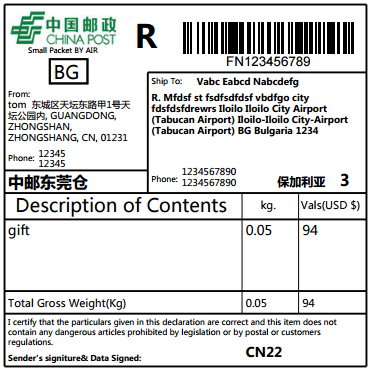 中国邮政
CHINA POST
Small Packet BY AIR
R
FN123456789
BG
From:
tom 东城区天坛东路甲1号天
坛公园内, GUANGDONG,
ZHONGSHAN,
ZHONGSHANG, CN, 01231
Phone: 12345
12345
中邮东莞仓
Ship To: Vabc Eabcd Nabcdefg
R. Mfdsf st fsdfsdfdsf vbdfgo city
fdsfdsfdrewrs Iloilo Iloilo City Airport
(Tabucan Airport) Iloilo-Iloilo City-Airport
(Tabucan Airport) BG Bulgaria 1234
Phone: 1234567890
1234567890
保加利亚 3
Description of Contents kg. Vals(USD $)
gift 0.05 94
Total Gross Weight(Kg) 0.05 94
I certify that the particulars given in this declaration are correct and this item does not
contain any dangerous articles prohibited by legislation or by postal or customers
regulations.
Sender's signiture& Data Signed: CN22